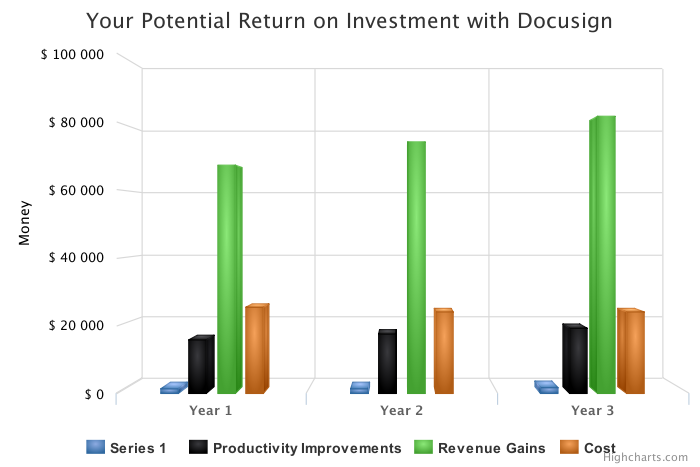 Your Potential Return on Investment with Docusign
$ 100 000
$ 80 000
$ 60 000
$ 40 000
$ 20 000
$ 0
Money
Year 1
Year 2
Year 3
Series 1
Productivity Improvements
Revenue Gains
Cost
Highcharts.com